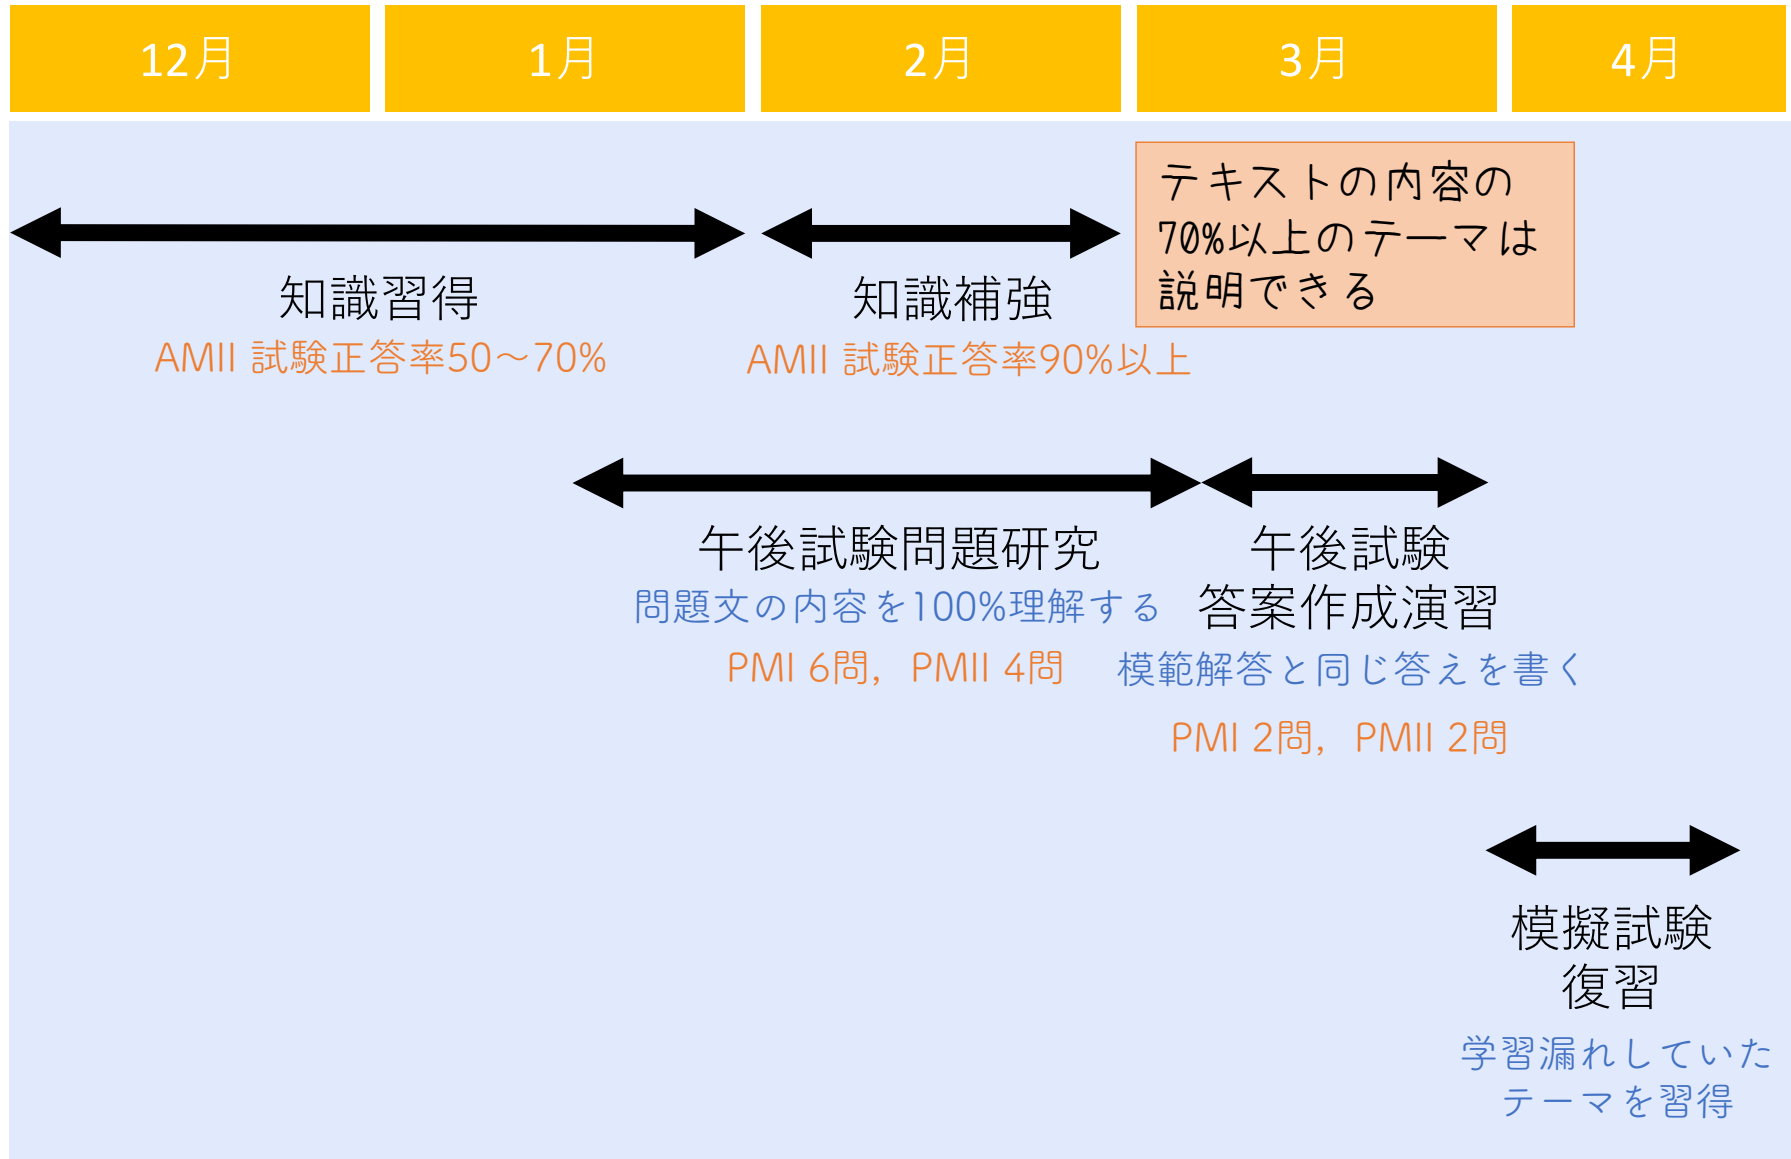 12月
1月
2月
3月
4月
テキストの内容の
70%以上のテーマは
説明できる
知識習得
AMII 試験正答率50～70%
知識補強
AMII 試験正答率90%以上
午後試験問題研究
問題文の内容を100%理解する
PMI 6問，PMII 4問
午後試験
答案作成演習
模範解答と同じ答えを書く
PMI 2問，PMII 2問
模擬試験
復習
学習漏れしていた
テーマを習得